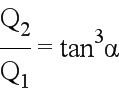 Q₂
Q₁ = tan³α